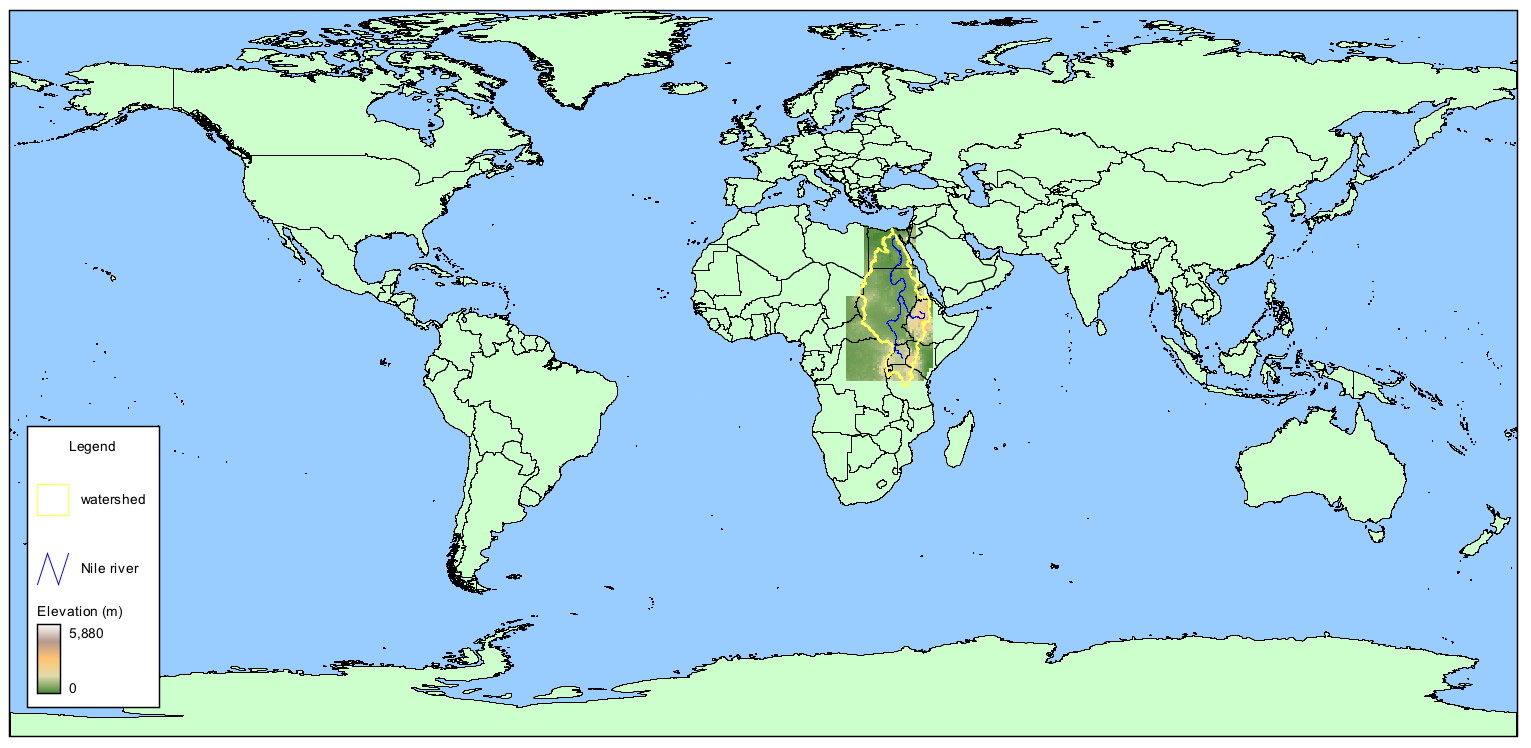 Legend
watershed
Nile river
Elevation (m)
5,880
0